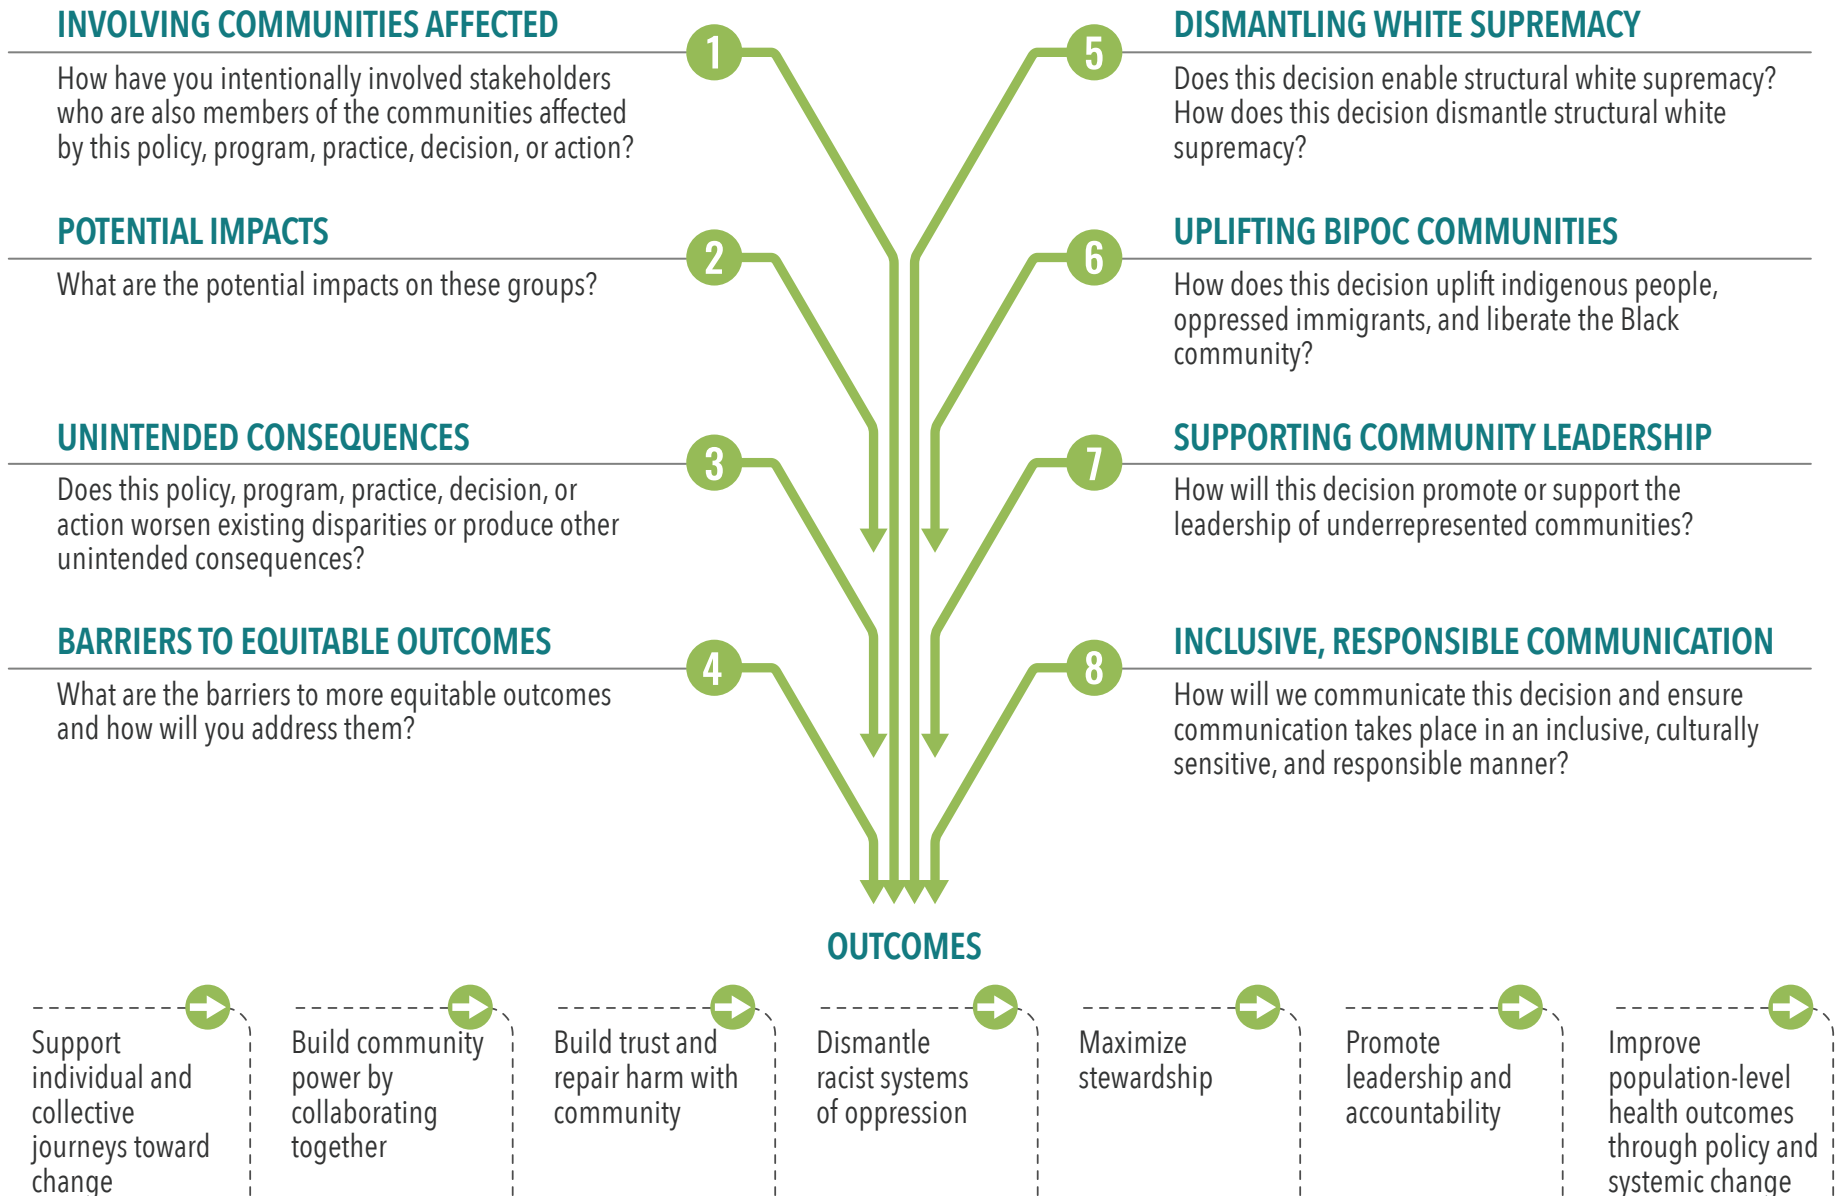 INVOLVING COMMUNITIES AFFECTED
1
How have you intentionally involved stakeholders
who are also members of the communities affected
by this policy, program, practice, decision, or action?
POTENTIAL IMPACTS
2
What are the potential impacts on these groups?
UNINTENDED CONSEQUENCES
3
Does this policy, program, practice, decision, or
action worsen existing disparities or produce other
unintended consequences?
BARRIERS TO EQUITABLE OUTCOMES
4
What are the barriers to more equitable outcomes
and how will you address them?
5
DISMANTLING WHITE SUPREMACY
Does this decision enable structural white supremacy?
How does this decision dismantle structural white
supremacy?
6
UPLIFTING BIPOC COMMUNITIES
How does this decision uplift indigenous people,
oppressed immigrants, and liberate the Black
community?
7
SUPPORTING COMMUNITY LEADERSHIP
How will this decision promote or support the
leadership of underrepresented communities?
8
INCLUSIVE, RESPONSIBLE COMMUNICATION
How will we communicate this decision and ensure
communication takes place in an inclusive, culturally
sensitive, and responsible manner?
OUTCOMES
Support
individual and
collective
journeys toward
change
Build community
power by
collaborating
together
Build trust and
repair harm with
community
Dismantle
racist systems
of oppression
Maximize
stewardship
Promote
leadership and
accountability
Improve
population-level
health outcomes
through policy and
systemic change